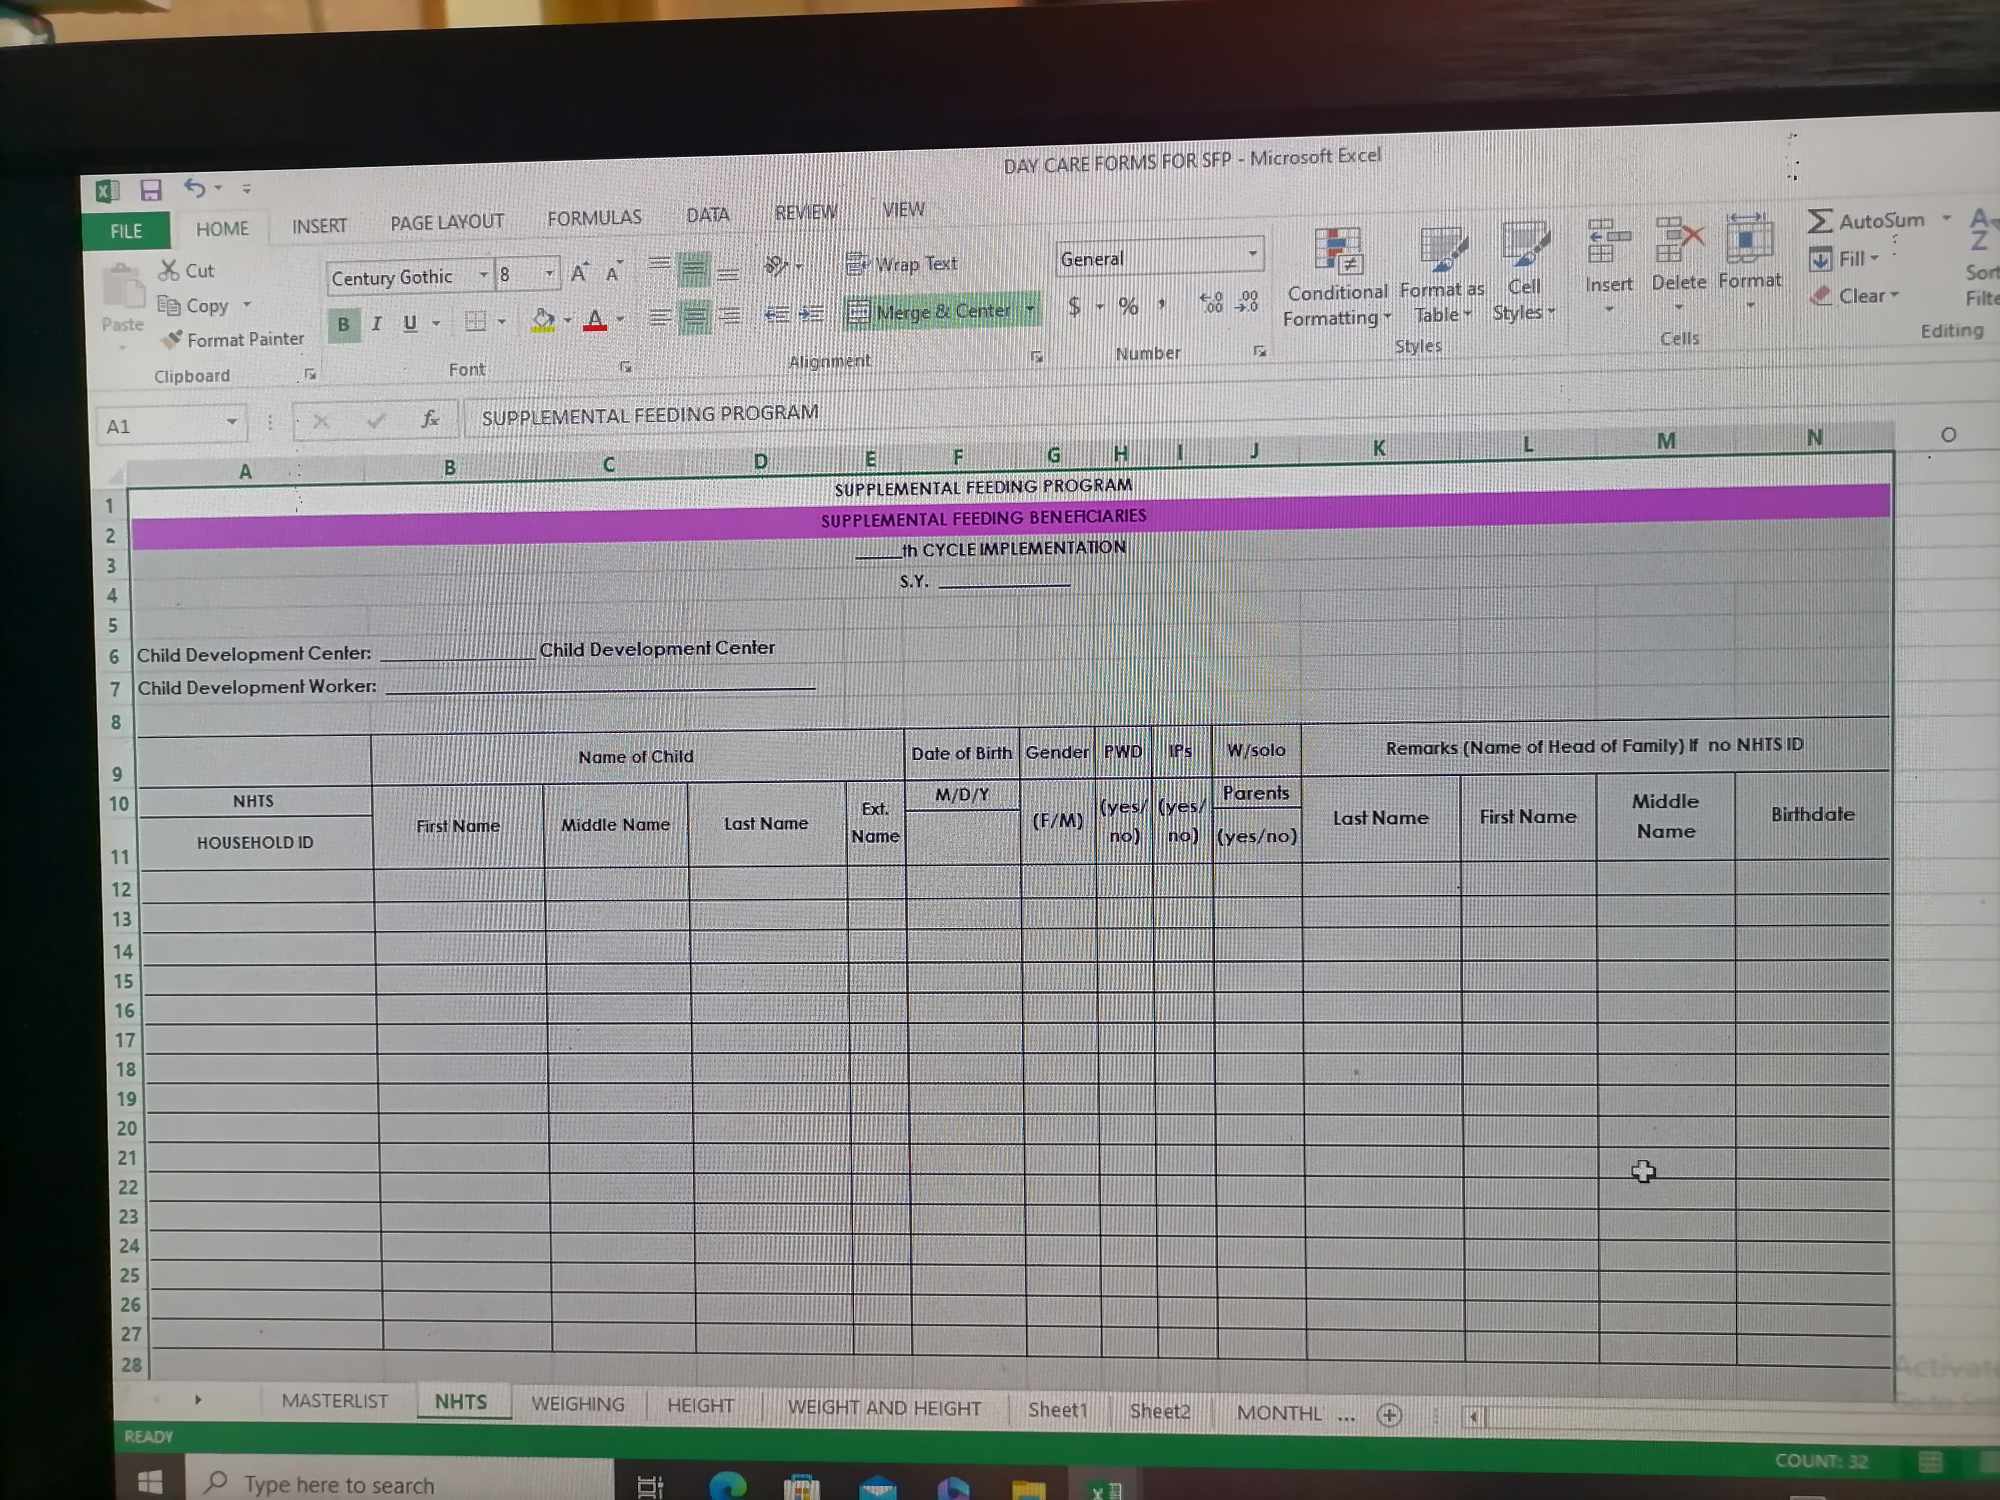 DAY CARE FORMS FOR SFP - Microsoft Excel
FILE HOME INSERT PAGE LAYOUT FORMULAS DATA REVIEW VIEW
Paste
Cut
Copy
Format Painter
Clipboard
Century Gothic 8 A A
B I U A
Font
Wrap Text
Merge & Center
Alignment
General
$ % ,
Number
Conditional Formatting
Format as Table
Cell Styles
Styles
Insert Delete Format
Cells
AutoSum
Fill
Clear
Editing
A1 fx SUPPLEMENTAL FEEDING PROGRAM
A B C D E F G H I J K L M N O
1 SUPPLEMENTAL FEEDING PROGRAM
2 SUPPLEMENTAL FEEDING BENEFICIARIES
3 _____th CYCLE IMPLEMENTATION
4 S.Y. ______________
5
6 Child Development Center: ________________ Child Development Center
7 Child Development Worker: ____________________________________________
8
9 Name of Child Date of Birth Gender PWD IPs W/solo Remarks (Name of Head of Family) If no NHTS ID
10 NHTS First Name Middle Name Last Name Ext. Name M/D/Y (F/M) (yes/no) (yes/no) Parents Last Name First Name Middle Name Birthdate
11 HOUSEHOLD ID (yes/no)
12
13
14
15
16
17
18
19
20
21
22
23
24
25
26
27
28
MASTERLIST NHTS WEIGHING HEIGHT WEIGHT AND HEIGHT Sheet1 Sheet2 MONTHL ...
READY COUNT: 32
Type here to search